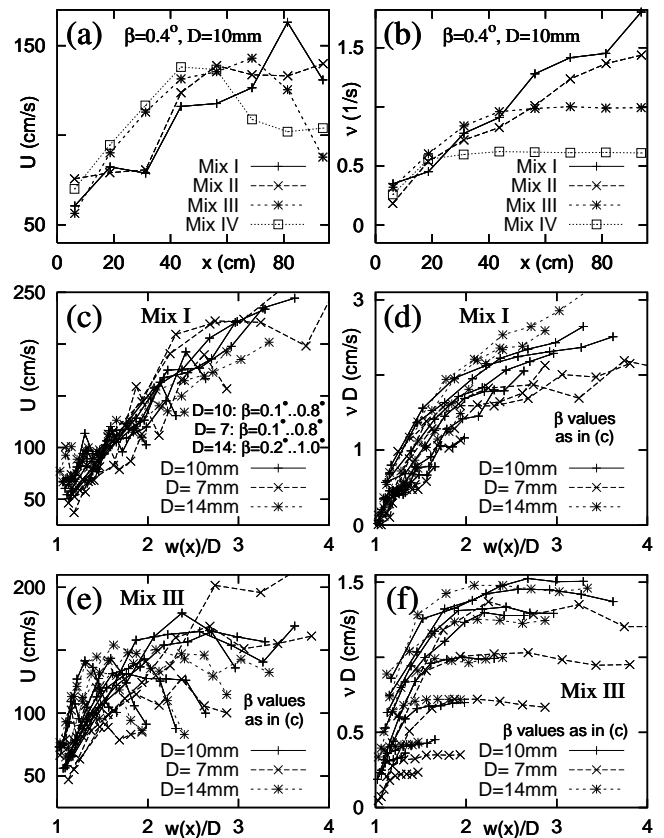 (a) β=0.4°, D=10mm
150
50
U (cm/s)
Mix I
Mix II
Mix III
Mix IV
0 20 40 60 80
x (cm)
(b) β=0.4°, D=10mm
1.5
1
0.5
0
ν (1/s)
Mix I
Mix II
Mix III
Mix IV
0 20 40 60 80
x (cm)
(c) Mix I
250
100
50
U (cm/s)
D=10: β=0.1°..0.8°
D= 7: β=0.1°..0.8°
D=14: β=0.2°..1.0°
D=10mm
D= 7mm
D=14mm
1 2 3 4
w(x)/D
(d) Mix I
3
1
0
ν D (cm/s)
β values
as in (c)
D=10mm
D= 7mm
D=14mm
1 2 3 4
w(x)/D
(e) Mix III
200
100
50
U (cm/s)
β values
as in (c)
D=10mm
D= 7mm
D=14mm
1 2 3 4
w(x)/D
(f)
1.5
0.5
0
ν D (cm/s)
Mix III
β values as in (c)
D=10mm
D= 7mm
D=14mm
1 2 3 4
w(x)/D